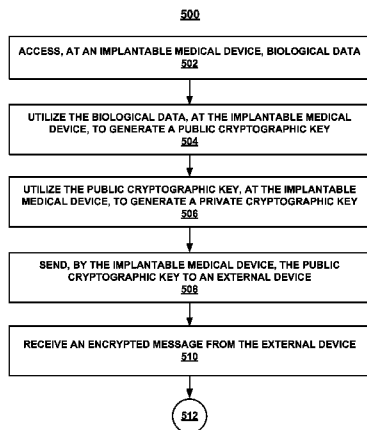 500
ACCESS, AT AN IMPLANTABLE MEDICAL DEVICE, BIOLOGICAL DATA
502
UTILIZE THE BIOLOGICAL DATA, AT THE IMPLANTABLE MEDICAL
DEVICE, TO GENERATE A PUBLIC CRYPTOGRAPHIC KEY
504
UTILIZE THE PUBLIC CRYPTOGRAPHIC KEY, AT THE IMPLANTABLE
MEDICAL DEVICE, TO GENERATE A PRIVATE CRYPTOGRAPHIC KEY
506
SEND, BY THE IMPLANTABLE MEDICAL DEVICE, THE PUBLIC
CRYPTOGRAPHIC KEY TO AN EXTERNAL DEVICE
508
RECEIVE AN ENCRYPTED MESSAGE FROM THE EXTERNAL DEVICE
510
512